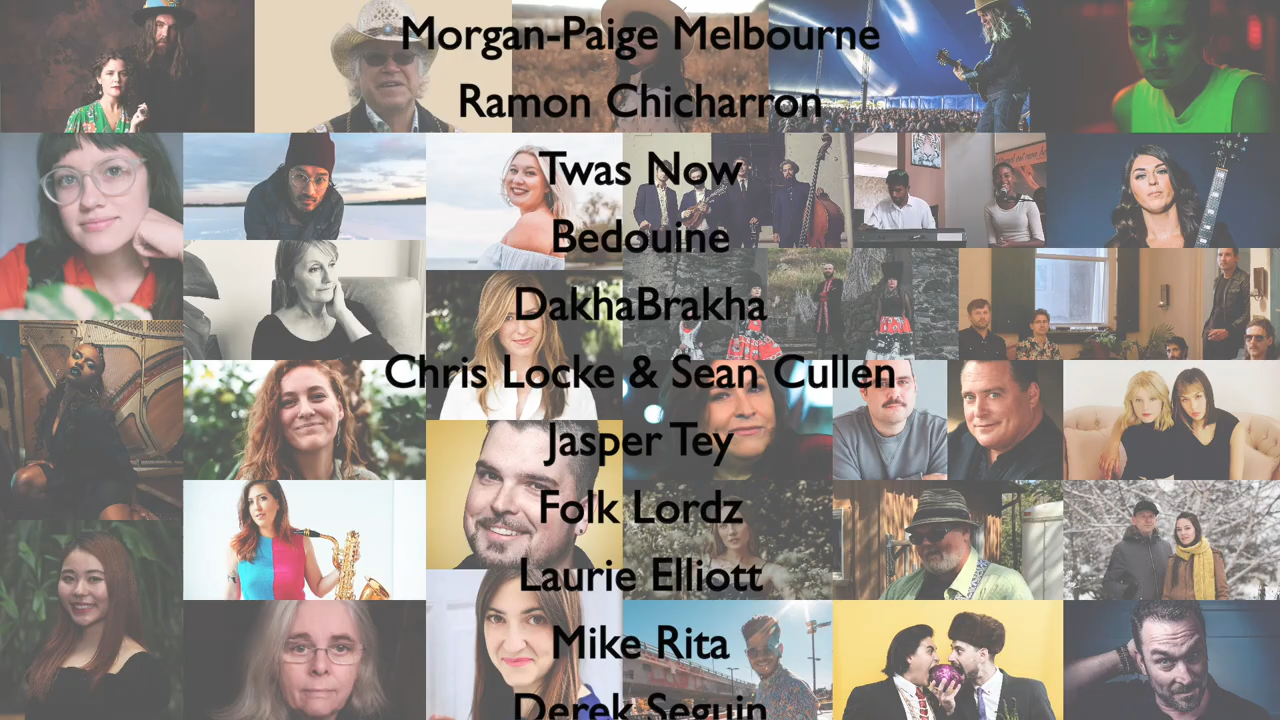 Morgan-Paige Melbourne
Ramon Chicharron
Twas Now
Bedouine
DakhaBrakha
Chris Locke & Sean Cullen
Jasper Tey
Folk Lordz
Laurie Elliott
Mike Rita
Derek Seguin